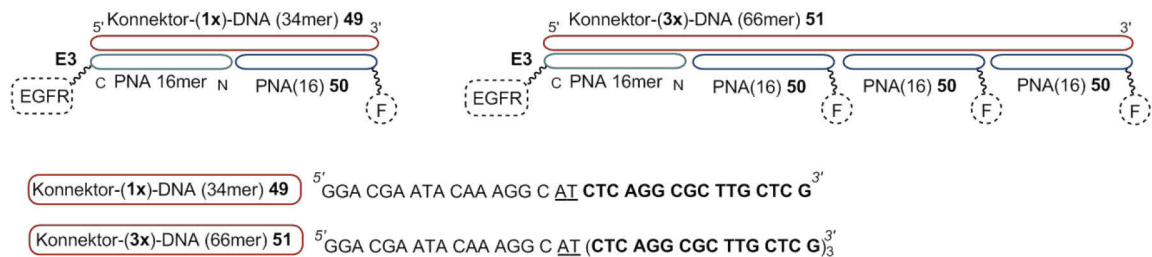 5' Konnektor-(1x)-DNA (34mer) 49 3'
E3
EGFR
C PNA 16mer N PNA(16) 50
F
5' Konnektor-(3x)-DNA (66mer) 51 3'
E3
EGFR
C PNA 16mer N PNA(16) 50 PNA(16) 50 PNA(16) 50
F F F
Konnektor-(1x)-DNA (34mer) 49 5'GGA CGA ATA CAA AGG C AT CTC AGG CGC TTG CTC G3'
Konnektor-(3x)-DNA (66mer) 51 5'GGA CGA ATA CAA AGG C AT (CTC AGG CGC TTG CTC G)3 3'